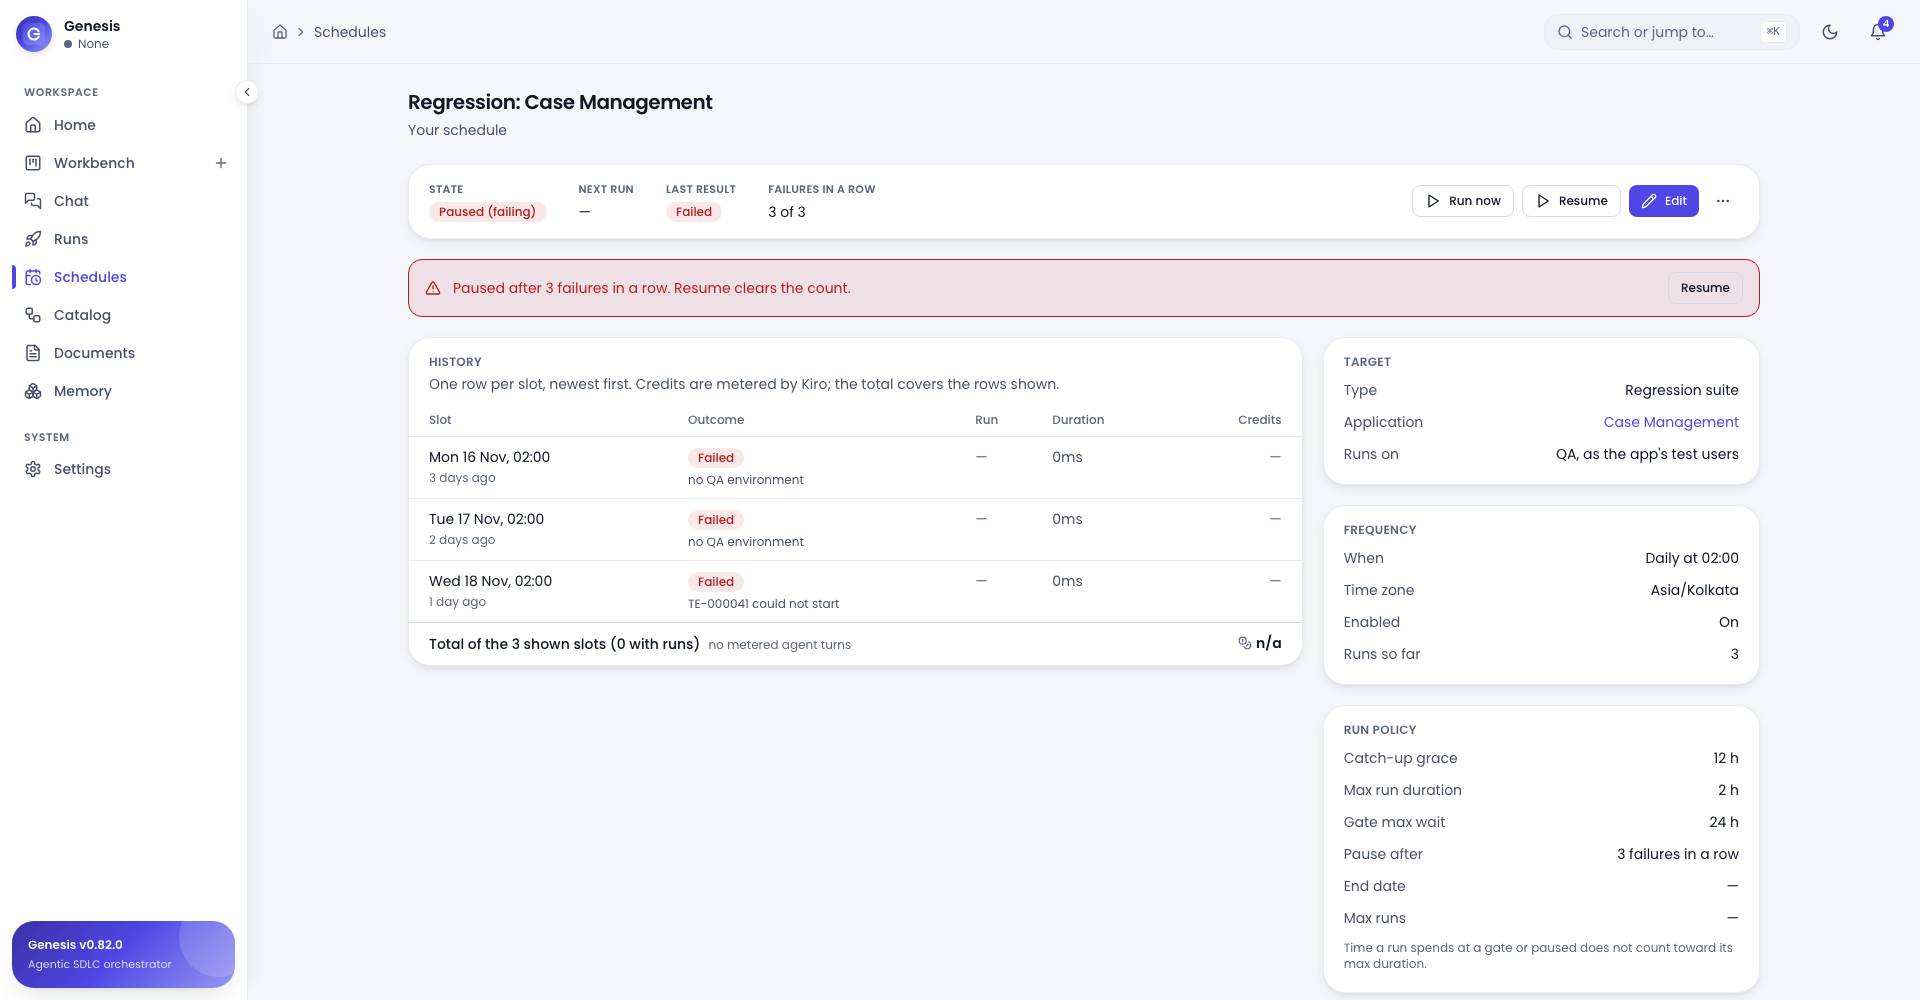 Genesis
None
WORKSPACE
Home
Workbench
Chat
Runs
Schedules
Catalog
Documents
Memory
SYSTEM
Settings
Genesis v0.82.0
Agentic SDLC orchestrator
Schedules
Search or jump to...
⌘K
4
Regression: Case Management
Your schedule
STATE NEXT RUN LAST RESULT FAILURES IN A ROW
Paused (failing) — Failed 3 of 3
Run now Resume Edit
Paused after 3 failures in a row. Resume clears the count.
Resume
HISTORY
One row per slot, newest first. Credits are metered by Kiro; the total covers the rows shown.
Slot Outcome Run Duration Credits
Mon 16 Nov, 02:00 Failed — 0ms —
3 days ago no QA environment
Tue 17 Nov, 02:00 Failed — 0ms —
2 days ago no QA environment
Wed 18 Nov, 02:00 Failed — 0ms —
1 day ago TE-000041 could not start
Total of the 3 shown slots (0 with runs) no metered agent turns n/a
TARGET
Type Regression suite
Application Case Management
Runs on QA, as the app's test users
FREQUENCY
When Daily at 02:00
Time zone Asia/Kolkata
Enabled On
Runs so far 3
RUN POLICY
Catch-up grace 12 h
Max run duration 2 h
Gate max wait 24 h
Pause after 3 failures in a row
End date —
Max runs —
Time a run spends at a gate or paused does not count toward its
max duration.